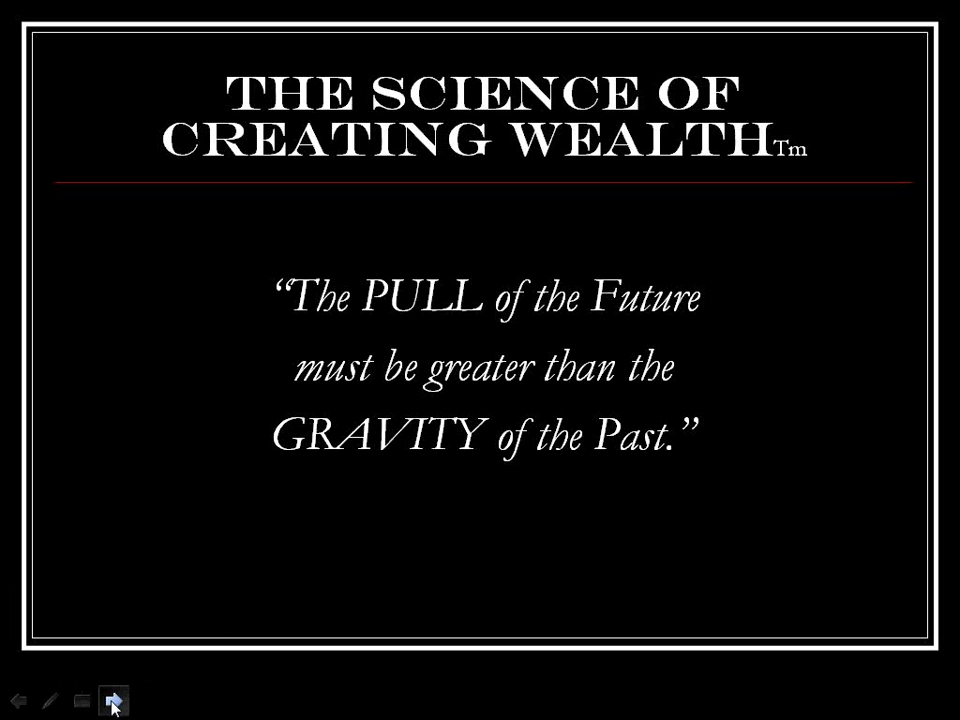 THE SCIENCE OF
CREATING WEALTHTm
“The PULL of the Future
must be greater than the
GRAVITY of the Past.”